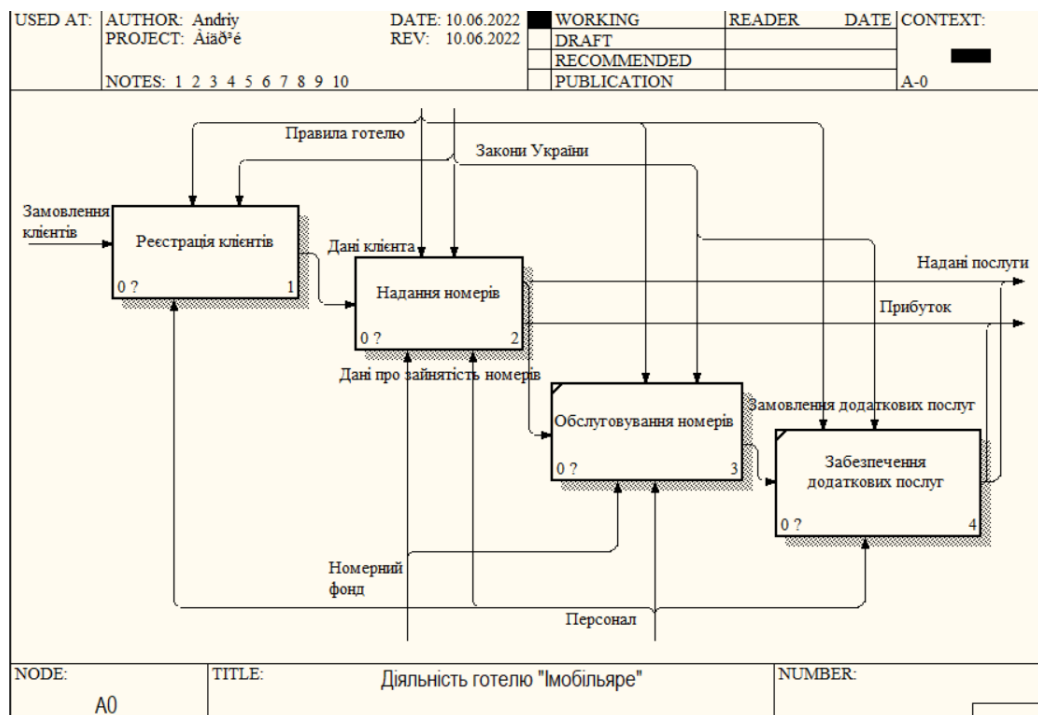 USED AT:
AUTHOR: Andriy
DATE: 10.06.2022
WORKING
READER
DATE
CONTEXT:
PROJECT: Àìäð³é
REV: 10.06.2022
DRAFT
RECOMMENDED
NOTES: 1 2 3 4 5 6 7 8 9 10
PUBLICATION
A-0
Правила готелю
Закони України
Замовлення
клієнтів
Реєстрація клієнтів
0 ?
1
Дані клієнта
Надані послуги
Надання номерів
Прибуток
0 ?
2
Дані про зайнятість номерів
Замовлення додаткових послуг
Обслуговування номерів
0 ?
3
Забезпечення
додаткових послуг
0 ?
4
Номерний
фонд
Персонал
NODE:
TITLE:
Діяльність готелю "Імобільяре"
NUMBER:
A0